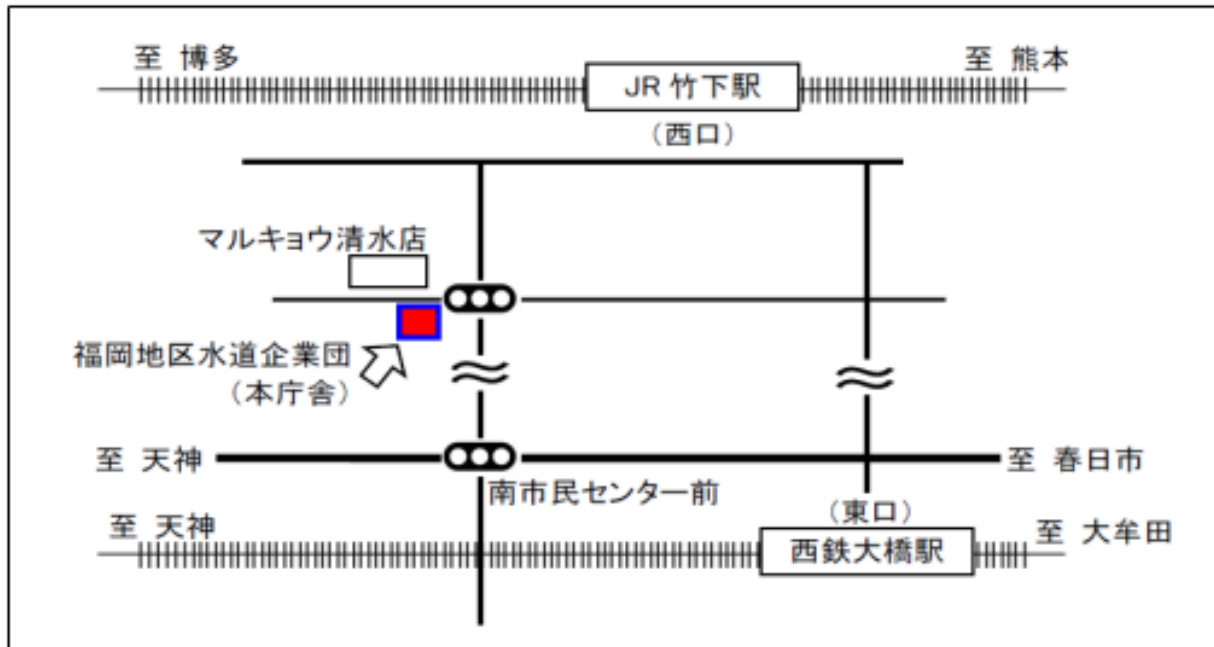 至 博多
至 熊本
JR 竹下駅
（西口）
マルキョウ清水店
福岡地区水道企業団
（本庁舎）
至 天神
至 春日市
南市民センター前
至 天神
（東口）
西鉄大橋駅
至 大牟田